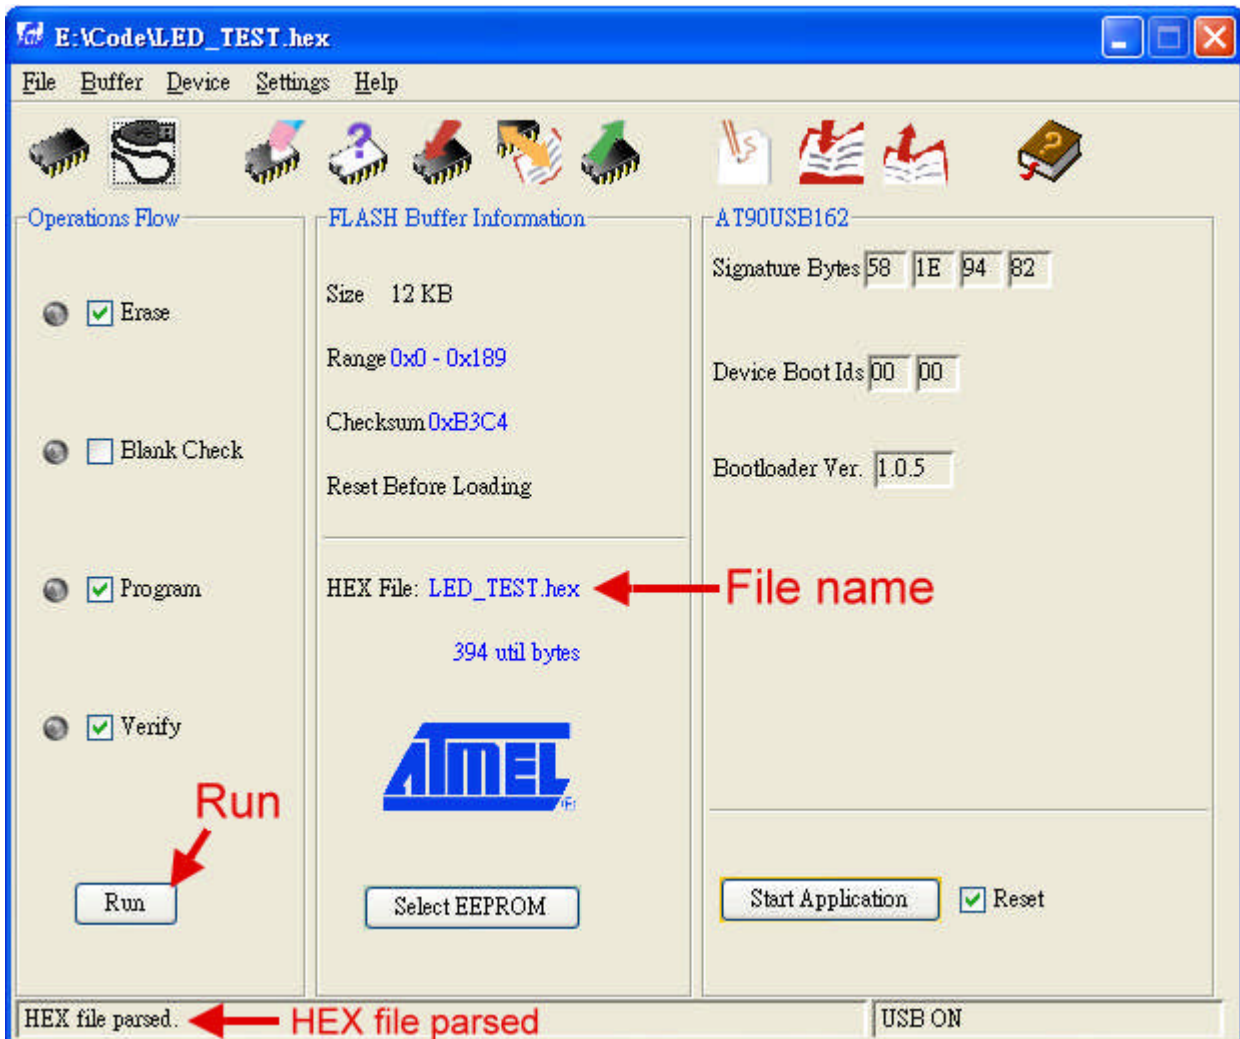 E:\Code\LED_TEST.hex
File Buffer Device Settings Help
Operations Flow
Erase
Blank Check
Program
Verify
Run
Run
FLASH Buffer Information
Size 12 KB
Range 0x0 - 0x189
Checksum 0xB3C4
Reset Before Loading
HEX File: LED_TEST.hex
File name
394 util bytes
ATMEL
Select EEPROM
AT90USB162
Signature Bytes 58 1E 94 82
Device Boot Ids 00 00
Bootloader Ver. 1.0.5
Start Application Reset
HEX file parsed.
HEX file parsed
USB ON